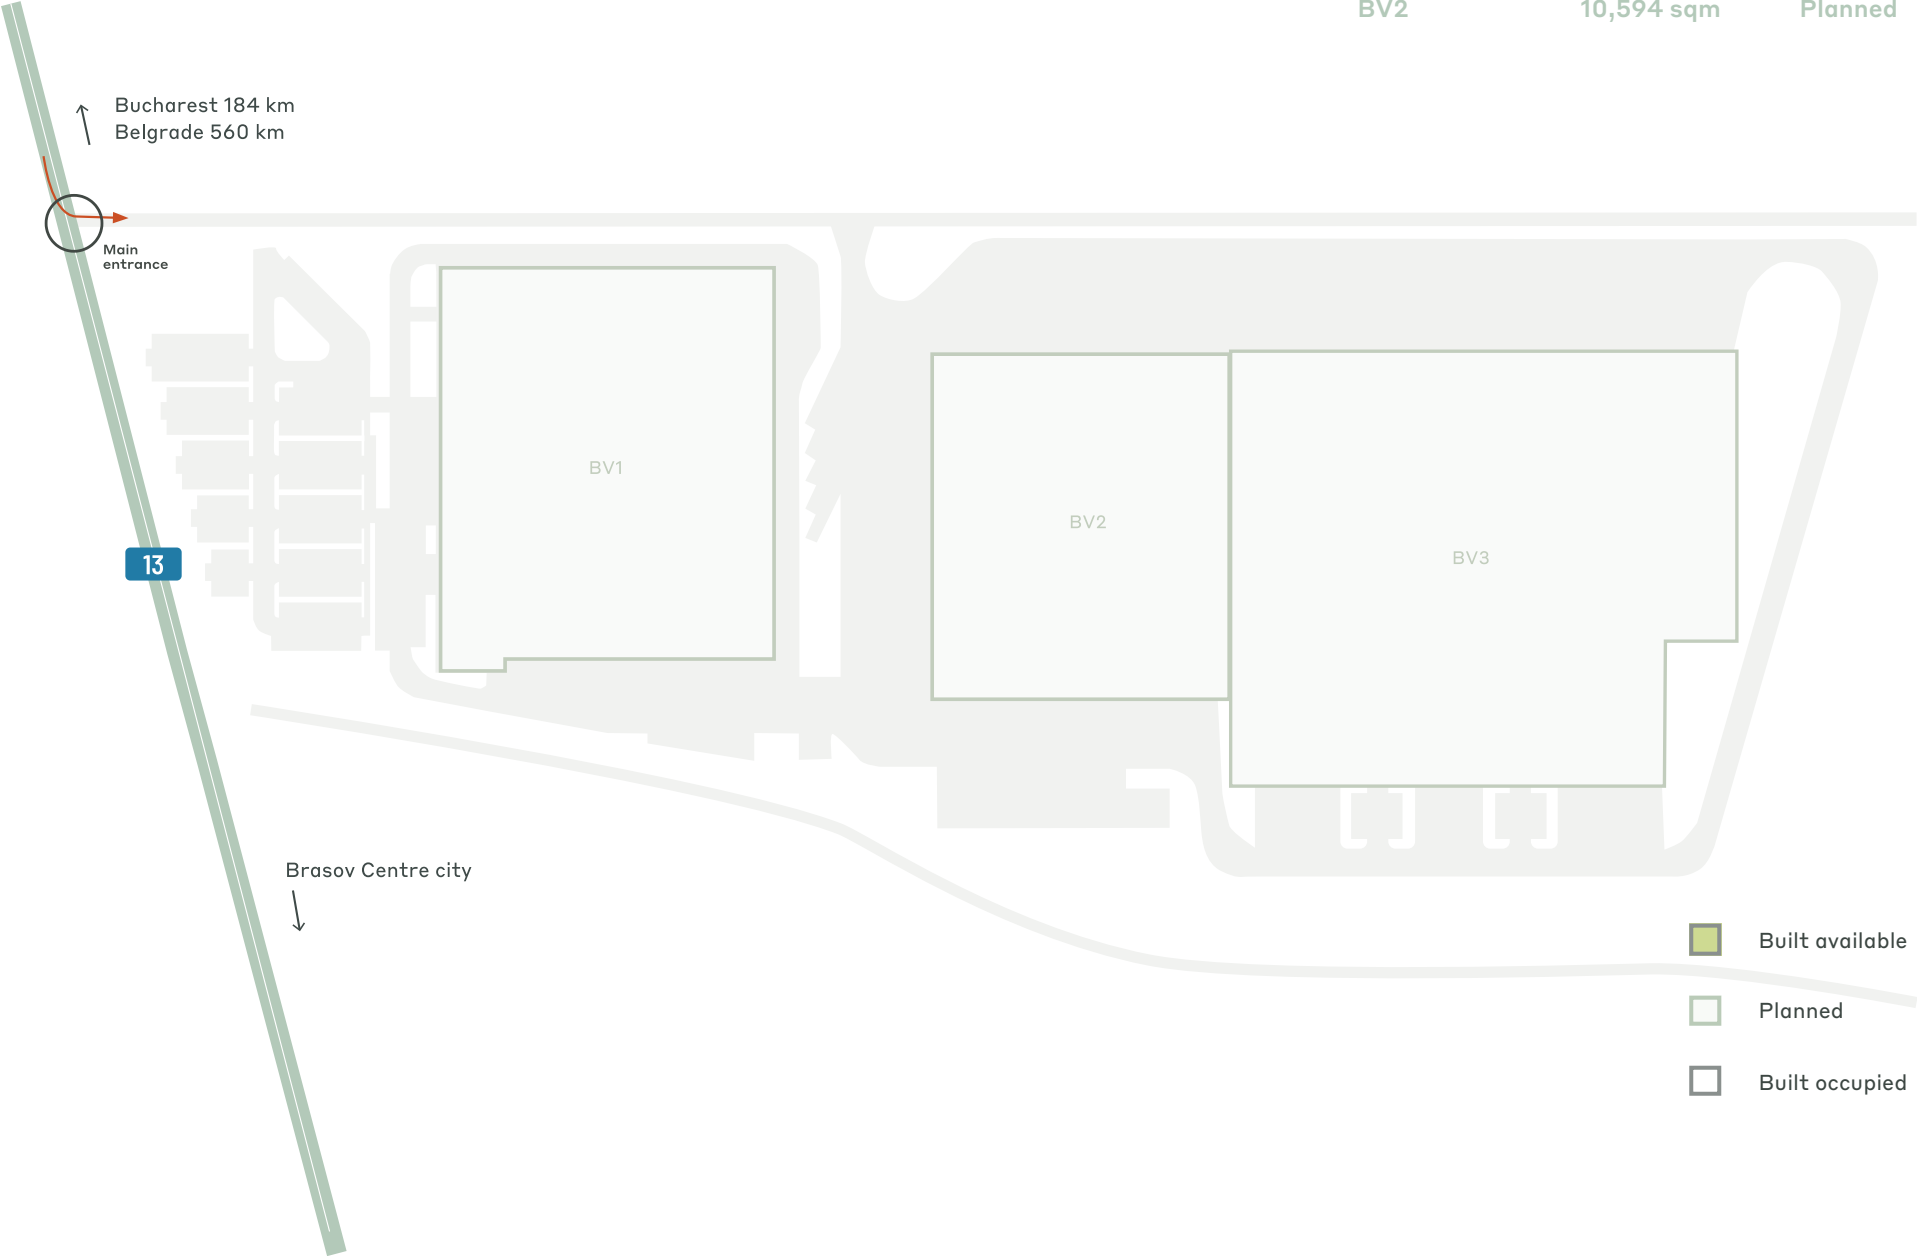 BV2 10,594 sqm Planned
Bucharest 184 km
Belgrade 560 km
Main
entrance
BV1
BV2
BV3
13
Brasov Centre city
Built available
Planned
Built occupied